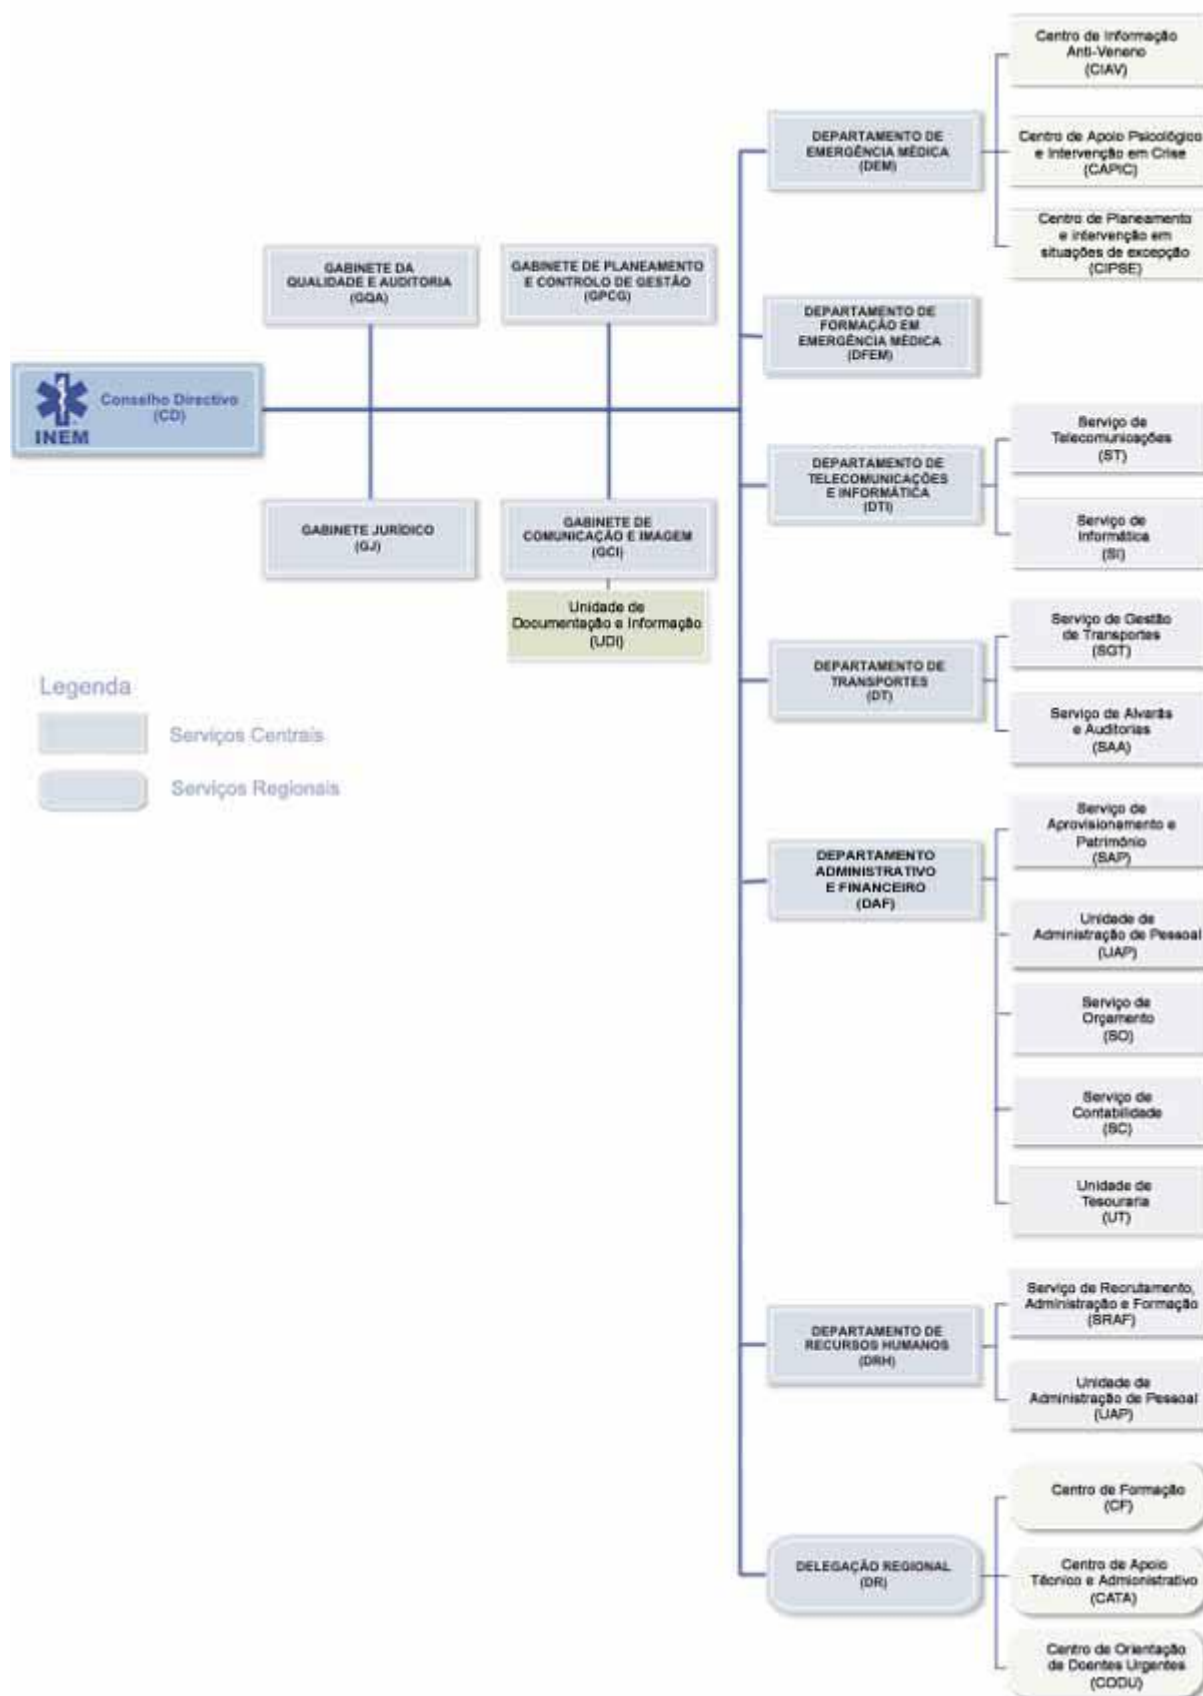 INEM
Conselho Directivo
(CD)
GABINETE DA
QUALIDADE E AUDITORIA
(GQA)
GABINETE DE PLANEAMENTO
E CONTROLO DE GESTÃO
(GPCG)
GABINETE JURÍDICO
(GJ)
GABINETE DE
COMUNICAÇÃO E IMAGEM
(GCI)
Unidade de
Documentação e Informação
(UDI)
Legenda
Serviços Centrais
Serviços Regionais
DEPARTAMENTO DE
EMERGÊNCIA MÉDICA
(DEM)
Centro de Informação
Anti-Veneno
(CIAV)
Centro de Apoio Psicológico
e Intervenção em Crise
(CAPIC)
Centro de Planeamento
e intervenção em
situações de excepção
(CIPSE)
DEPARTAMENTO DE
FORMAÇÃO EM
EMERGÊNCIA MÉDICA
(DFEM)
DEPARTAMENTO DE
TELECOMUNICAÇÕES
E INFORMÁTICA
(DTI)
Serviço de
Telecomunicações
(ST)
Serviço de
Informática
(SI)
DEPARTAMENTO DE
TRANSPORTES
(DT)
Serviço de Gestão
de Transportes
(SGT)
Serviço de Alvarás
e Auditorias
(SAA)
DEPARTAMENTO
ADMINISTRATIVO
E FINANCEIRO
(DAF)
Serviço de
Aprovisionamento e
Património
(SAP)
Unidade de
Administração de Pessoal
(UAP)
Serviço de
Orçamento
(SO)
Serviço de
Contabilidade
(SC)
Unidade de
Tesouraria
(UT)
DEPARTAMENTO DE
RECURSOS HUMANOS
(DRH)
Serviço de Recrutamento,
Administração e Formação
(SRAF)
Unidade de
Administração de Pessoal
(UAP)
DELEGAÇÃO REGIONAL
(DR)
Centro de Formação
(CF)
Centro de Apoio
Técnico e Admionistrativo
(CATA)
Centro de Orientação
de Doentes Urgentes
(CODU)